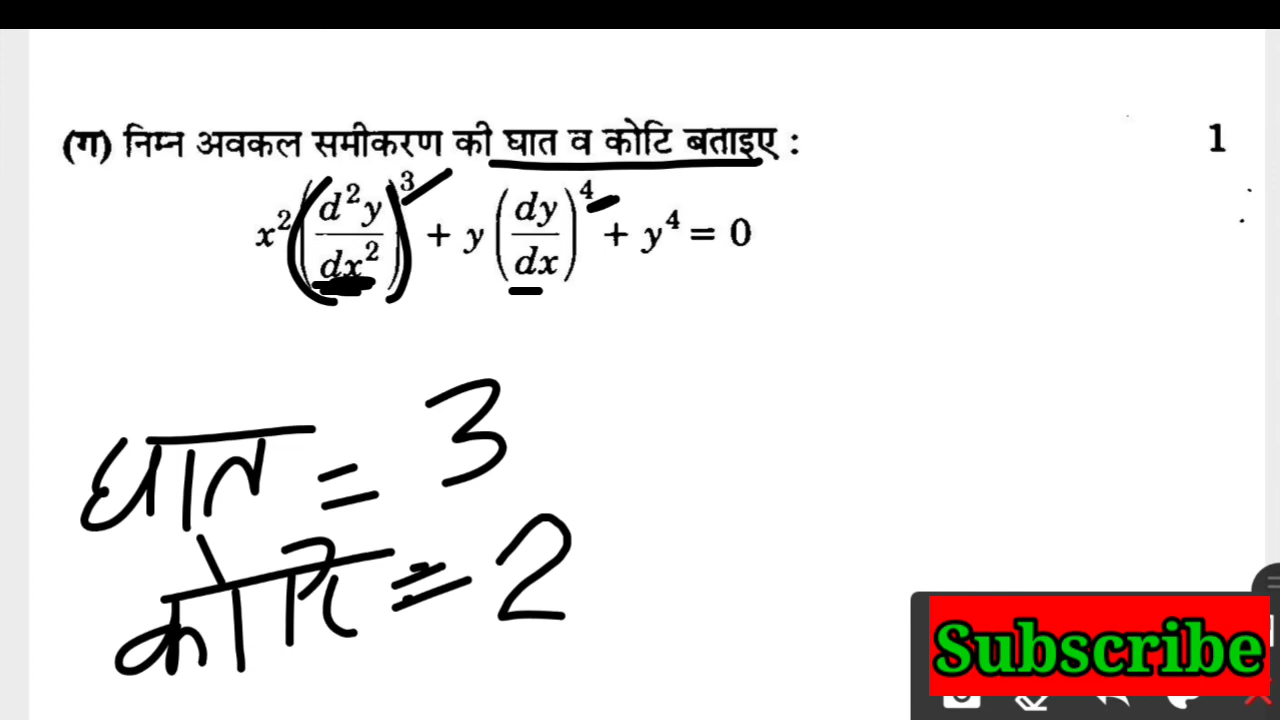 (ग) निम्न अवकल समीकरण की घात व कोटि बताइए : 1
x²(d²y/dx²)³ + y(dy/dx)⁴ + y⁴ = 0
घात = 3
कोटि = 2
Subscribe